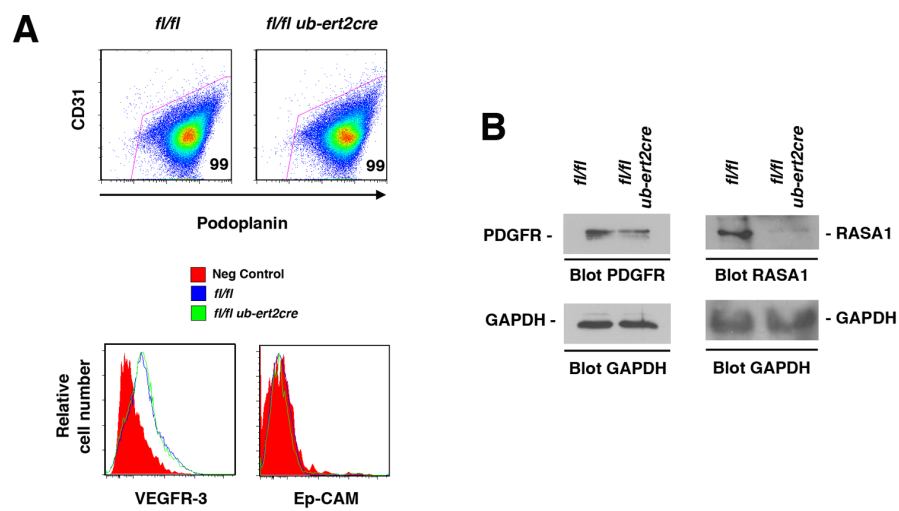 A
fl/fl
fl/fl ub-ert2cre
CD31
99
99
Podoplanin
Neg Control
fl/fl
fl/fl ub-ert2cre
Relative
cell number
VEGFR-3
Ep-CAM
B
fl/fl
fl/fl
ub-ert2cre
fl/fl
fl/fl
ub-ert2cre
PDGFR -
- RASA1
Blot PDGFR
Blot RASA1
GAPDH -
- GAPDH
Blot GAPDH
Blot GAPDH